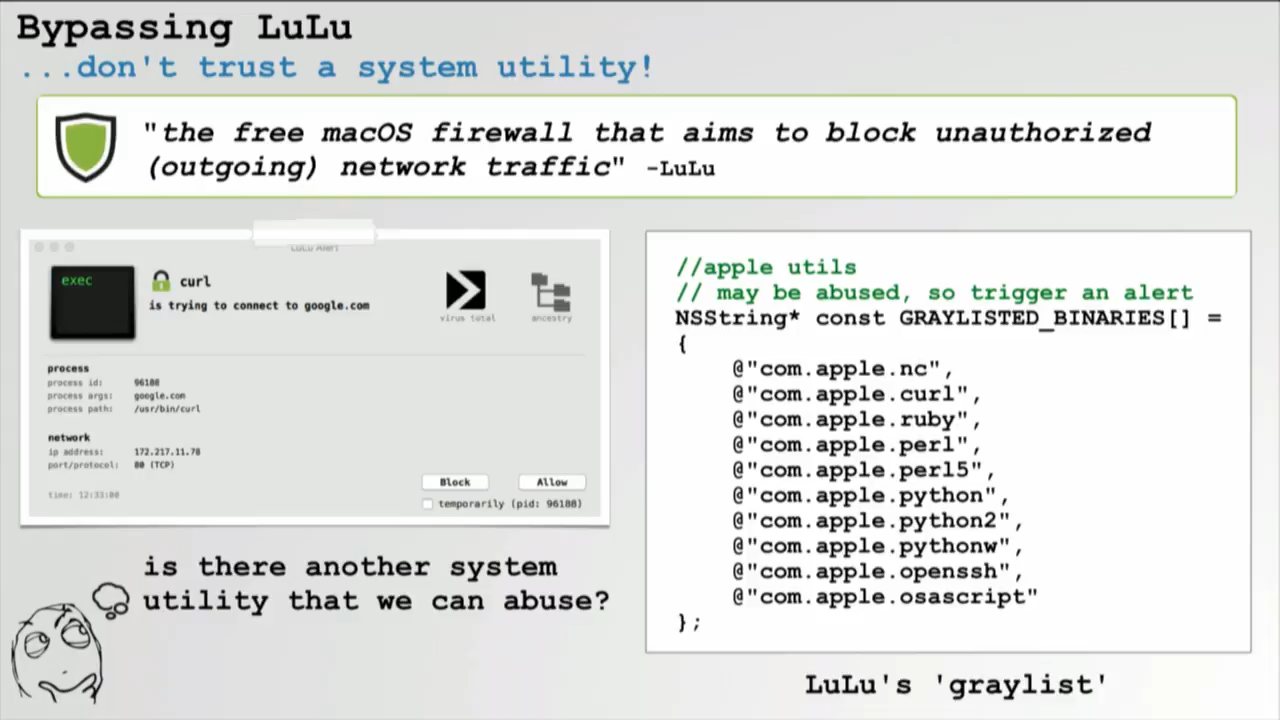 Bypassing LuLu
...don't trust a system utility!
"the free macOS firewall that aims to block unauthorized
(outgoing) network traffic" -LuLu
LuLu Alert
exec
curl
is trying to connect to google.com
virus total
ancestry
process
process id: 96188
process args: google.com
process path: /usr/bin/curl
network
ip address: 172.217.11.78
port/protocol: 80 (TCP)
time: 12:33:00
Block
Allow
temporarily (pid: 96188)
is there another system
utility that we can abuse?
//apple utils
// may be abused, so trigger an alert
NSString* const GRAYLISTED_BINARIES[] =
{
@"com.apple.nc",
@"com.apple.curl",
@"com.apple.ruby",
@"com.apple.perl",
@"com.apple.perl5",
@"com.apple.python",
@"com.apple.python2",
@"com.apple.pythonw",
@"com.apple.openssh",
@"com.apple.osascript"
};
LuLu's 'graylist'